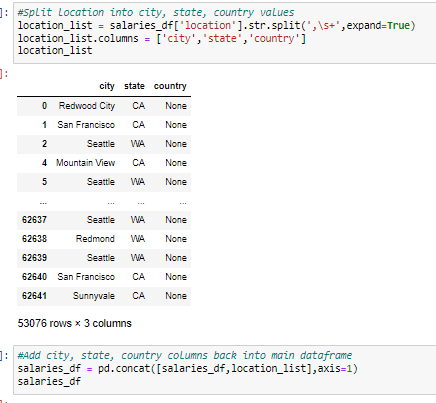 ]: #Split location into city, state, country values
location_list = salaries_df['location'].str.split(',\s+',expand=True)
location_list.columns = ['city','state','country']
location_list
]:
city state country
0 Redwood City CA None
1 San Francisco CA None
2 Seattle WA None
4 Mountain View CA None
5 Seattle WA None
... ... ... ...
62637 Seattle WA None
62638 Redmond WA None
62639 Seattle WA None
62640 San Francisco CA None
62641 Sunnyvale CA None
53076 rows × 3 columns
]: #Add city, state, country columns back into main dataframe
salaries_df = pd.concat([salaries_df,location_list],axis=1)
salaries_df